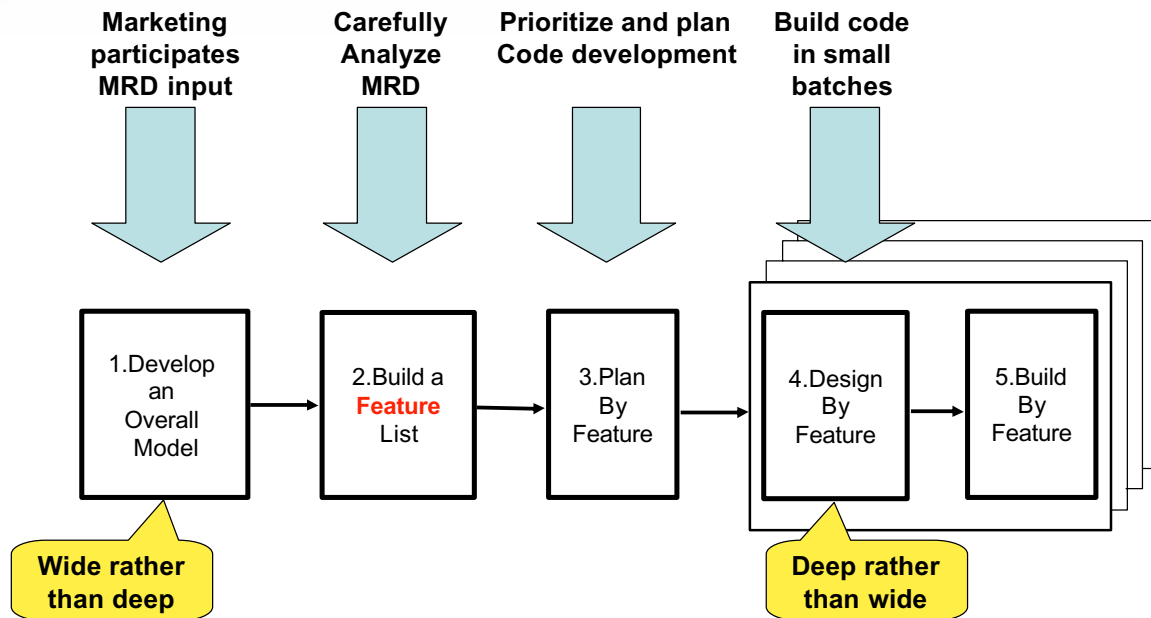 Marketing
participates
MRD input
Carefully
Analyze
MRD
Prioritize and plan
Code development
Build code
in small
batches
1.Develop
an
Overall
Model
2.Build a
Feature
List
3.Plan
By
Feature
4.Design
By
Feature
5.Build
By
Feature
Wide rather
than deep
Deep rather
than wide